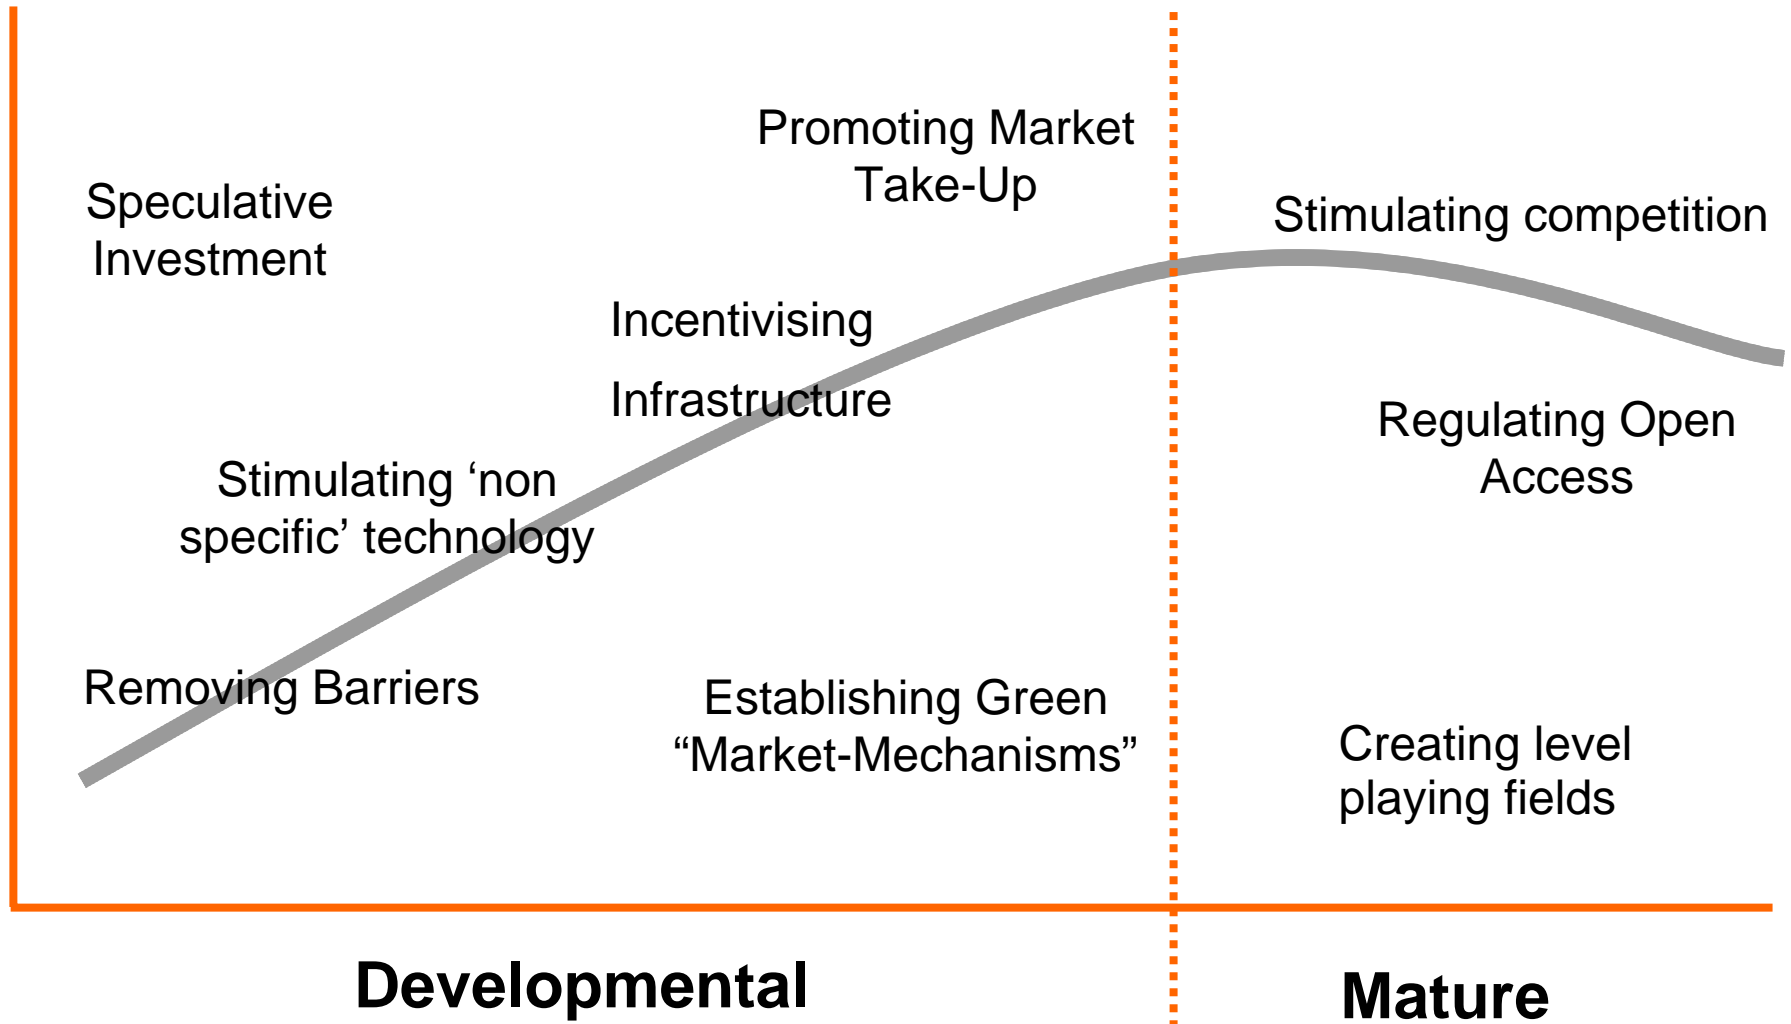 Promoting Market
Take-Up
Speculative
Investment
Stimulating competition
Incentivising
Infrastructure
Regulating Open
Access
Stimulating ‘non
specific’ technology
Removing Barriers
Establishing Green
“Market-Mechanisms”
Creating level
playing fields
Developmental
Mature